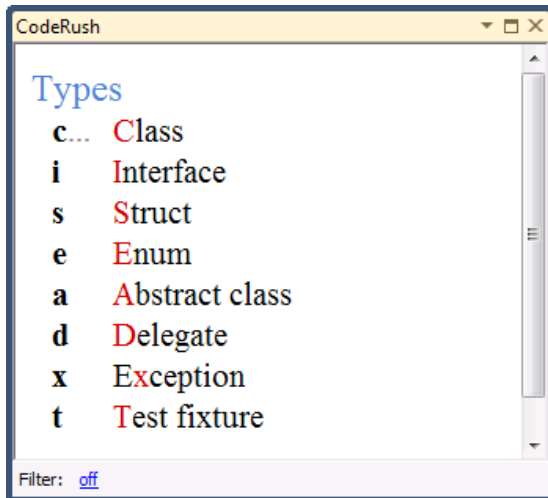 CodeRush
Types
c... Class
i Interface
s Struct
e Enum
a Abstract class
d Delegate
x Exception
t Test fixture
Filter: off